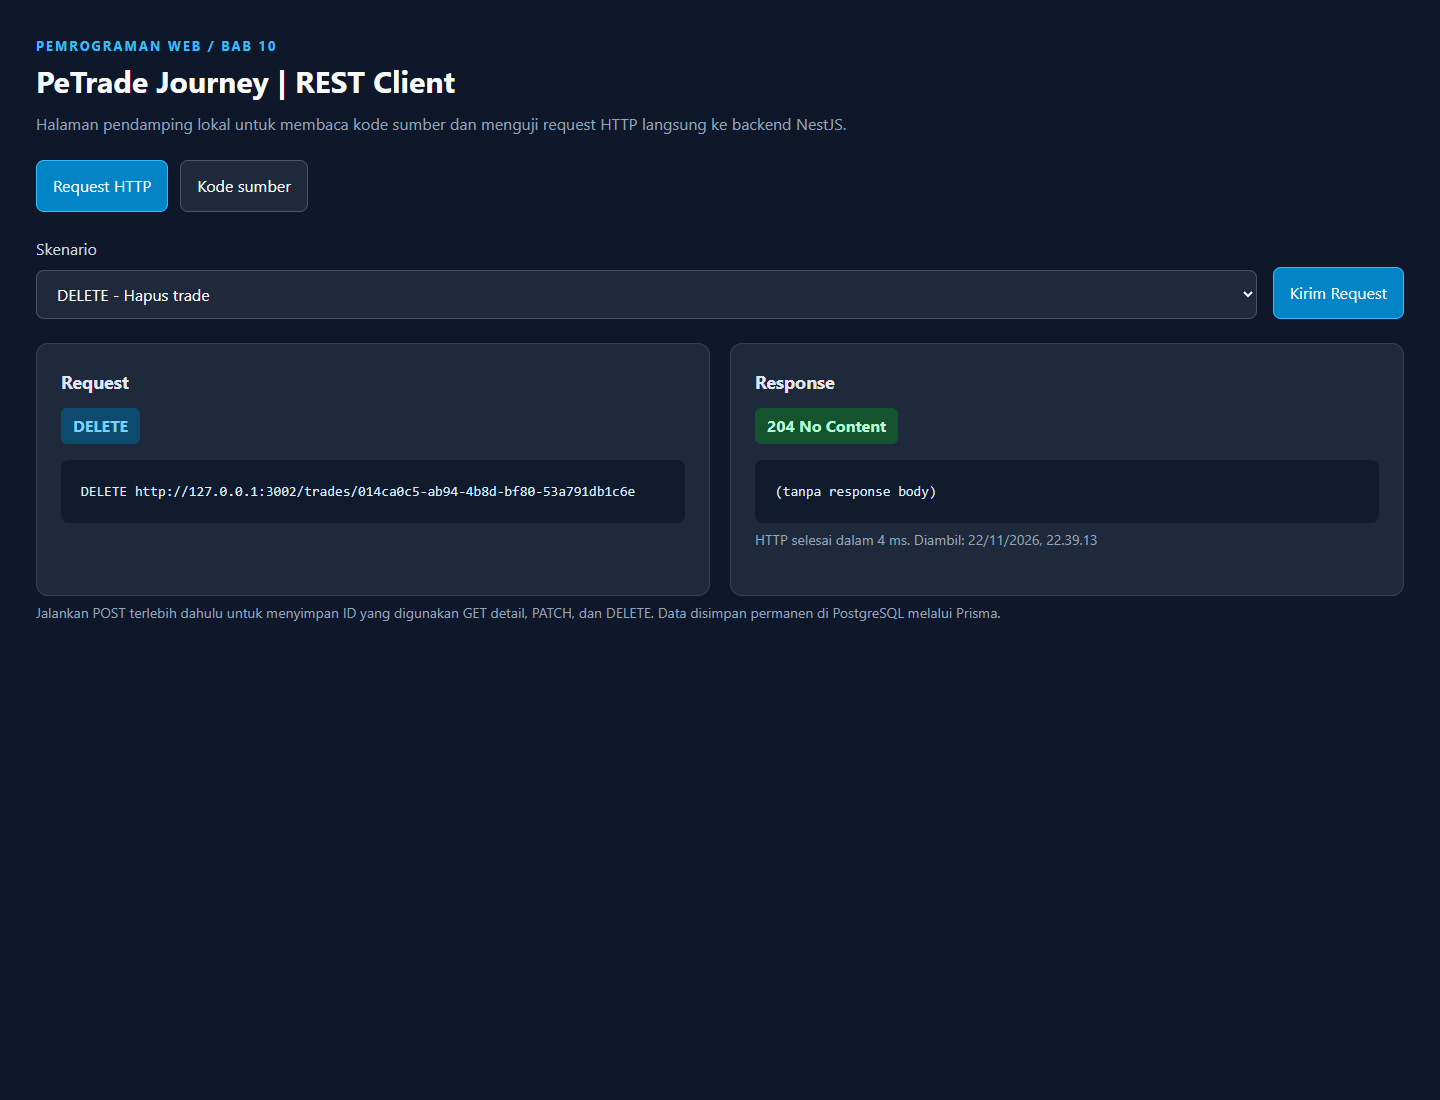 PEMROGRAMAN WEB / BAB 10
PeTrade Journey | REST Client
Halaman pendamping lokal untuk membaca kode sumber dan menguji request HTTP langsung ke backend NestJS.
Request HTTP
Kode sumber
Skenario
DELETE - Hapus trade
Kirim Request
Request
DELETE
DELETE http://127.0.0.1:3002/trades/014ca0c5-ab94-4b8d-bf80-53a791db1c6e
Response
204 No Content
(tanpa response body)
HTTP selesai dalam 4 ms. Diambil: 22/11/2026, 22.39.13
Jalankan POST terlebih dahulu untuk menyimpan ID yang digunakan GET detail, PATCH, dan DELETE. Data disimpan permanen di PostgreSQL melalui Prisma.